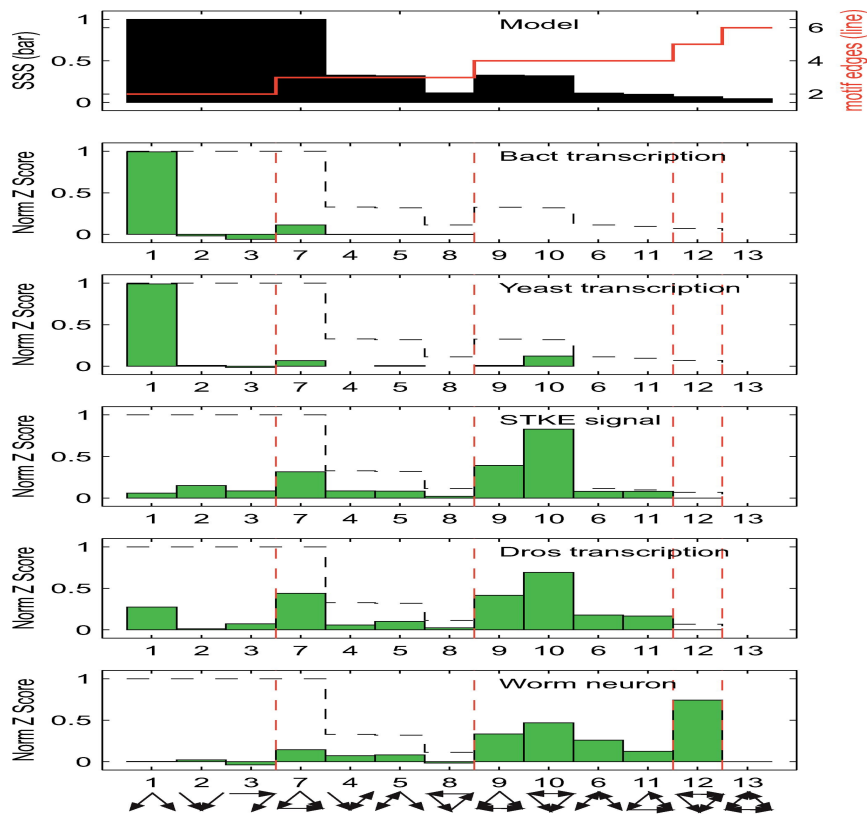 Model
SSS (bar)
1
0.5
0
6
4
2
motif edges (line)
Bact transcription
Norm Z Score
1
0.5
0
1 2 3 7 4 5 8 9 10 6 11 12 13
Yeast transcription
Norm Z Score
1
0.5
0
1 2 3 7 4 5 8 9 10 6 11 12 13
STKE signal
Norm Z Score
1
0.5
0
1 2 3 7 4 5 8 9 10 6 11 12 13
Dros transcription
Norm Z Score
1
0.5
0
1 2 3 7 4 5 8 9 10 6 11 12 13
Worm neuron
Norm Z Score
1
0.5
0
1 2 3 7 4 5 8 9 10 6 11 12 13